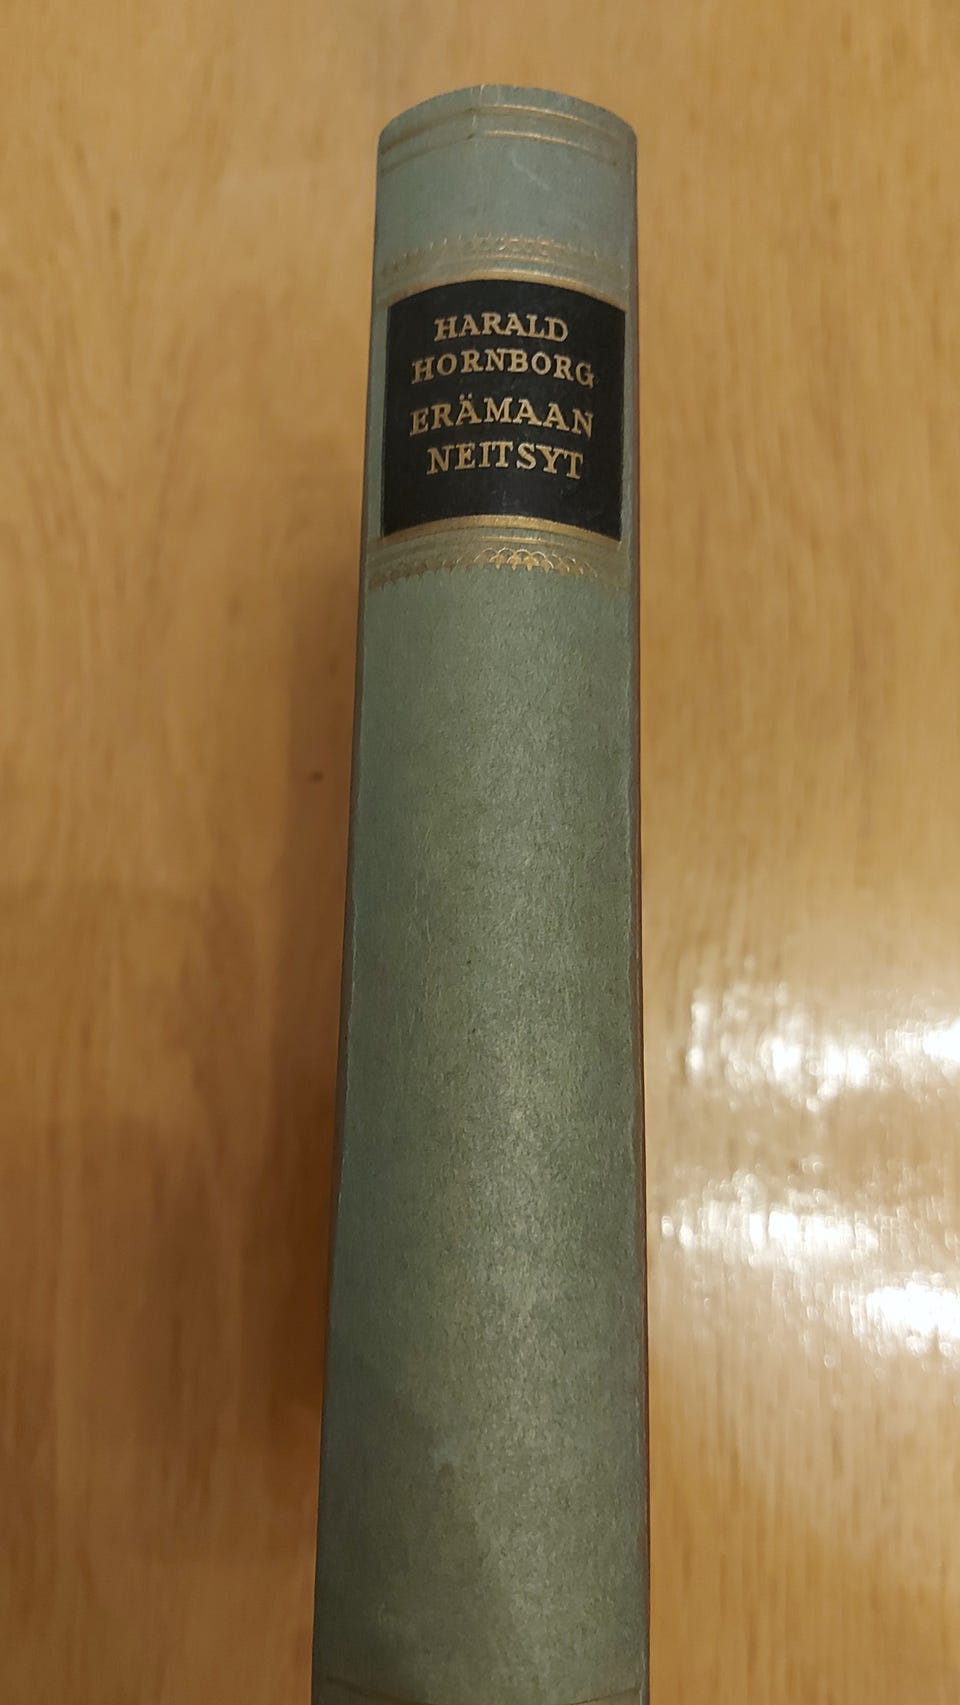 HARALD
HORNBORG
ERÄMAAN
NEITSYT